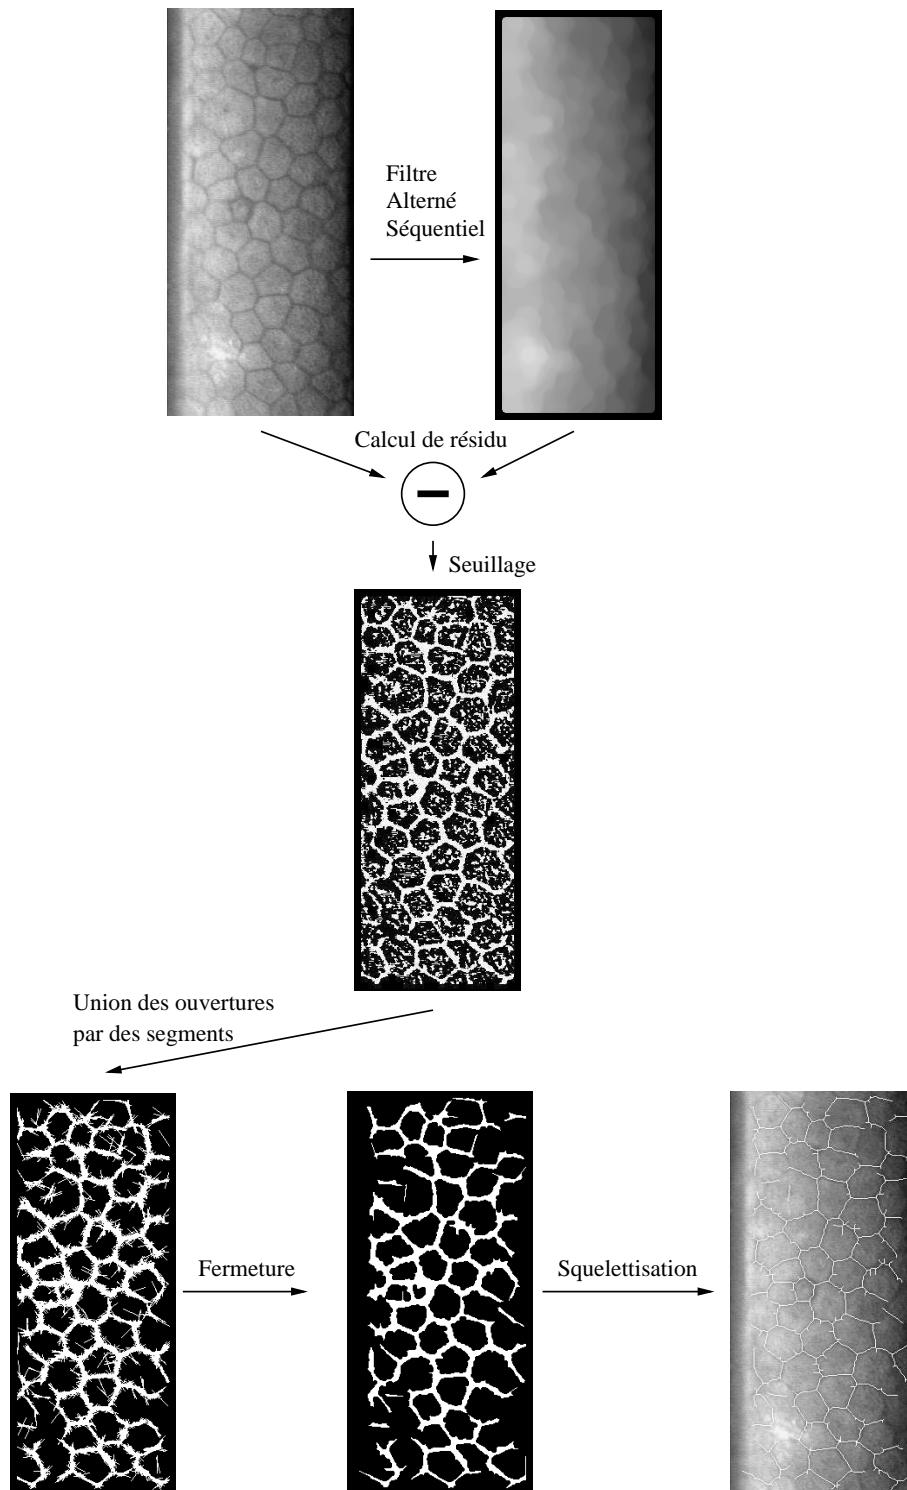 Filtre
Alterné
Séquentiel
Calcul de résidu
Seuillage
Union des ouvertures
par des segments
Fermeture
Squelettisation